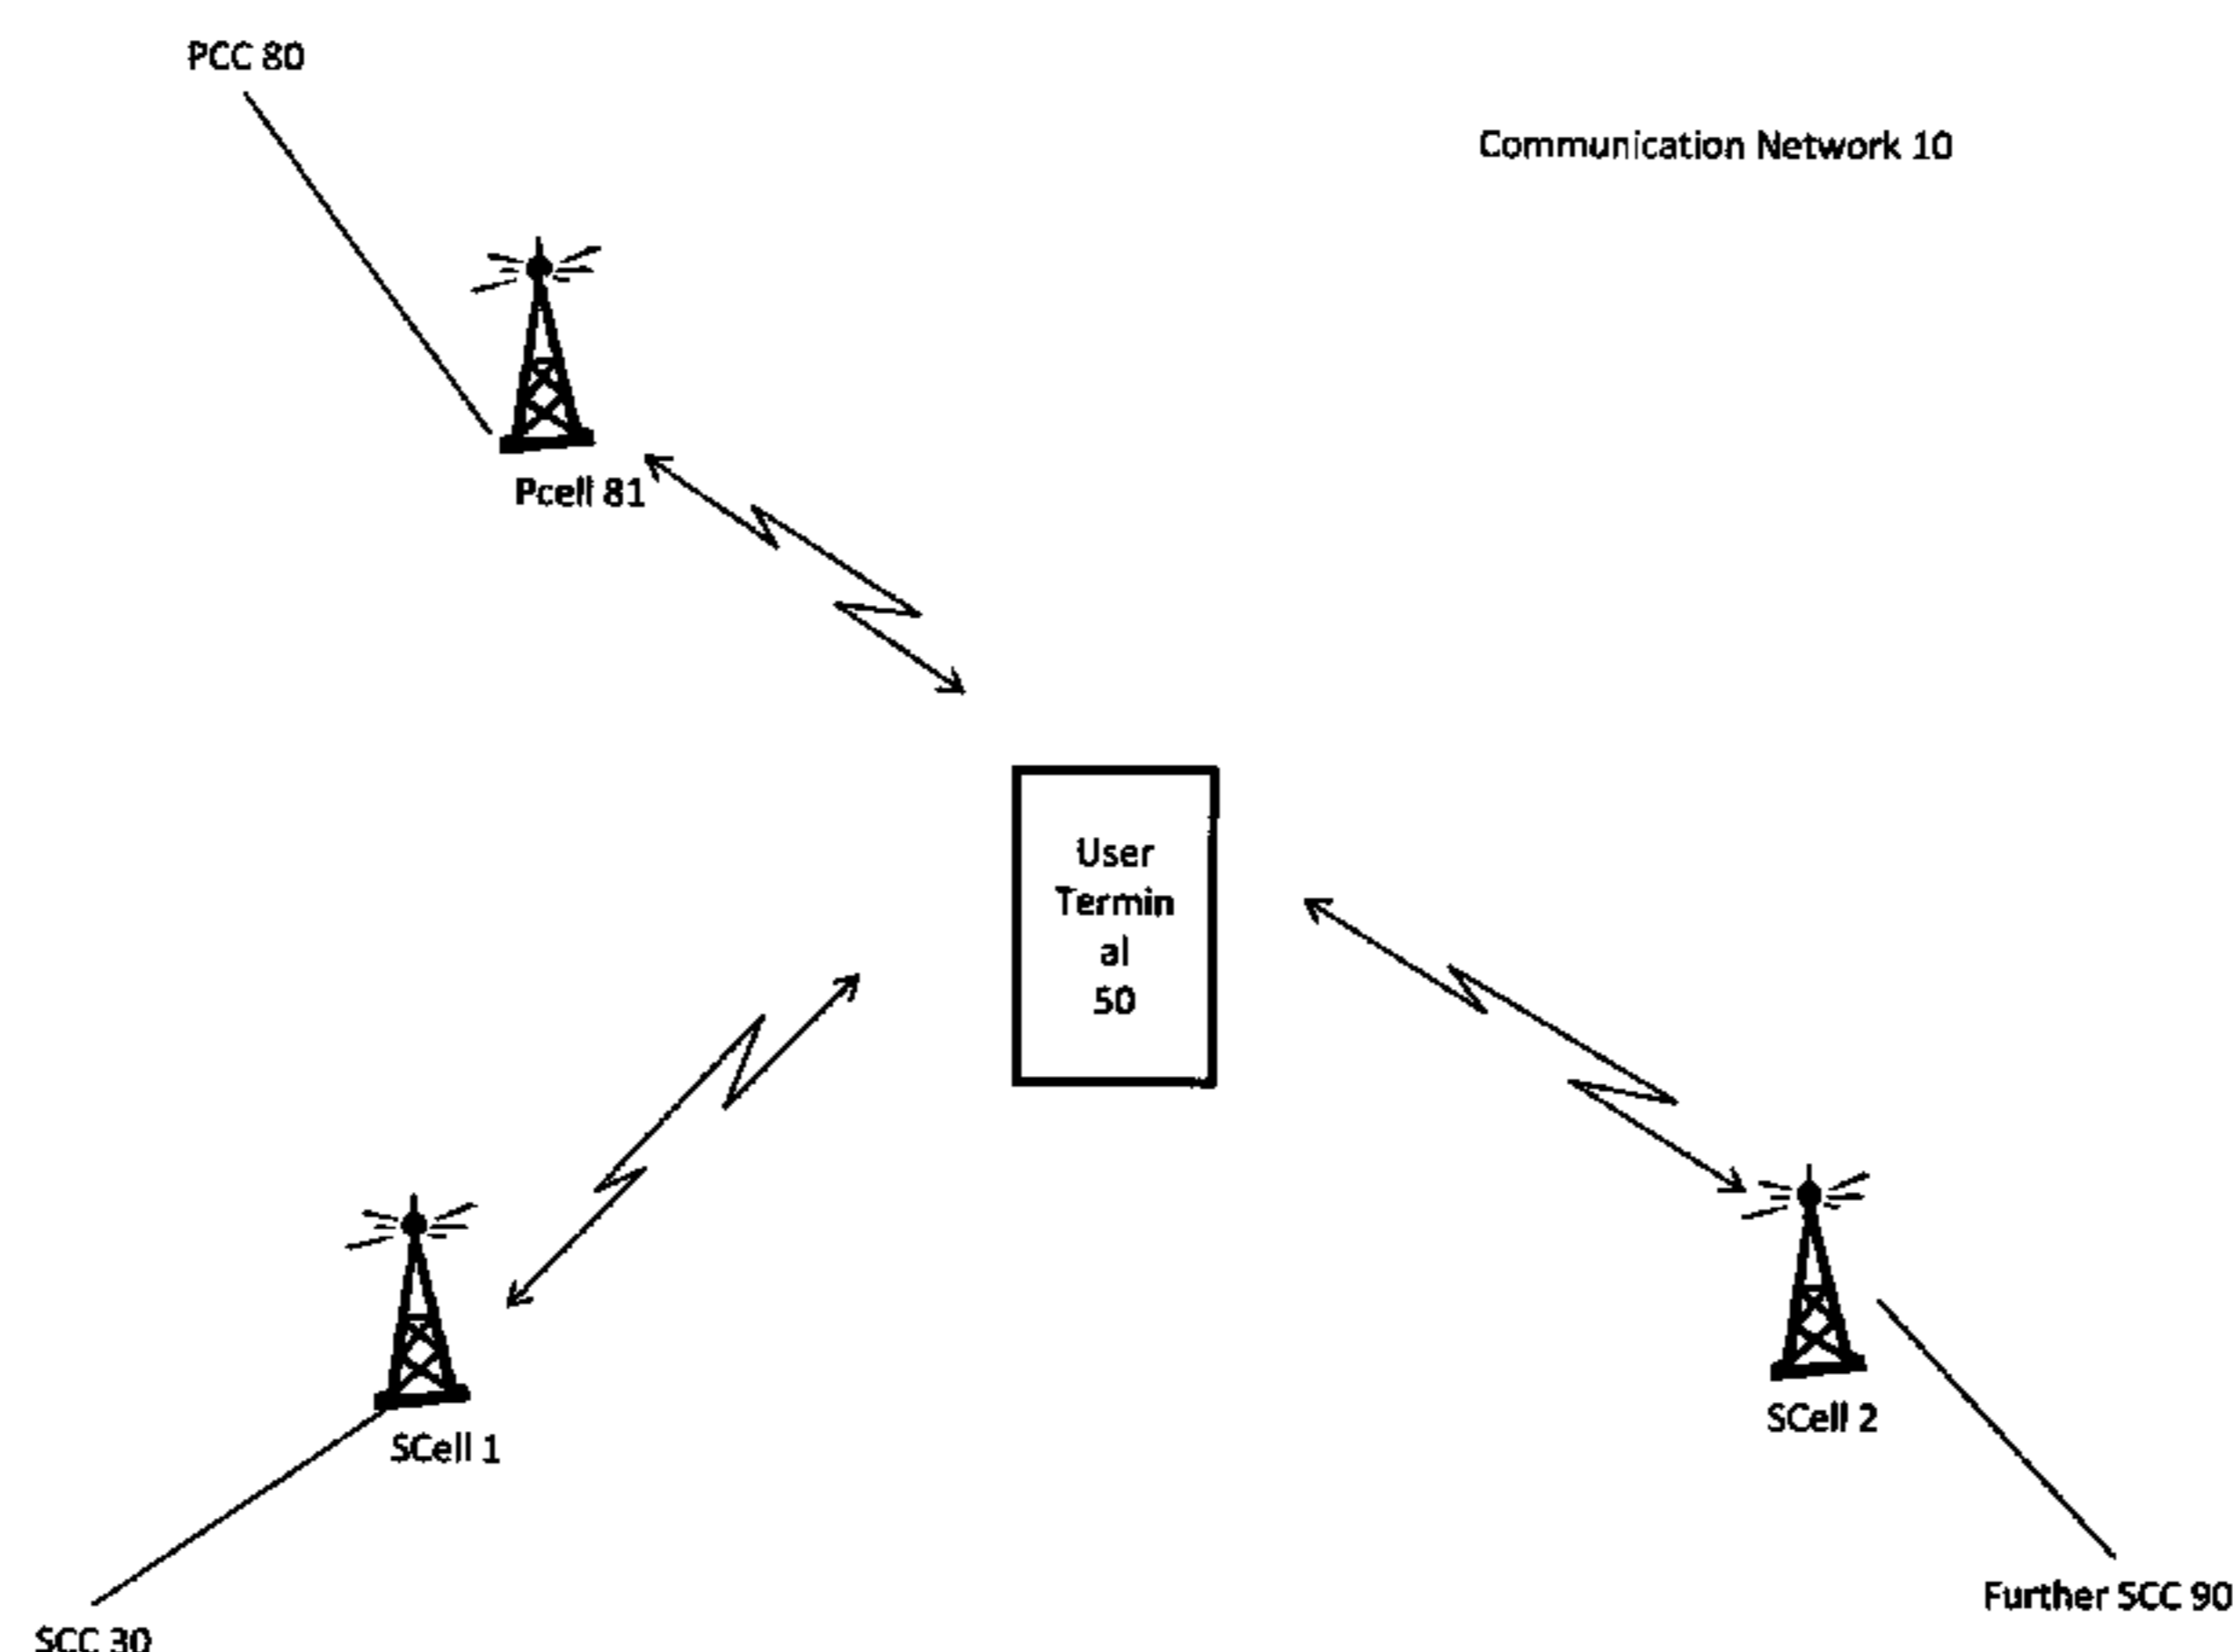 PCC 80
Communication Network 10
Pcell 81
User
Termin
al
50
SCell 1
SCell 2
Further SCC 90
SCC 30